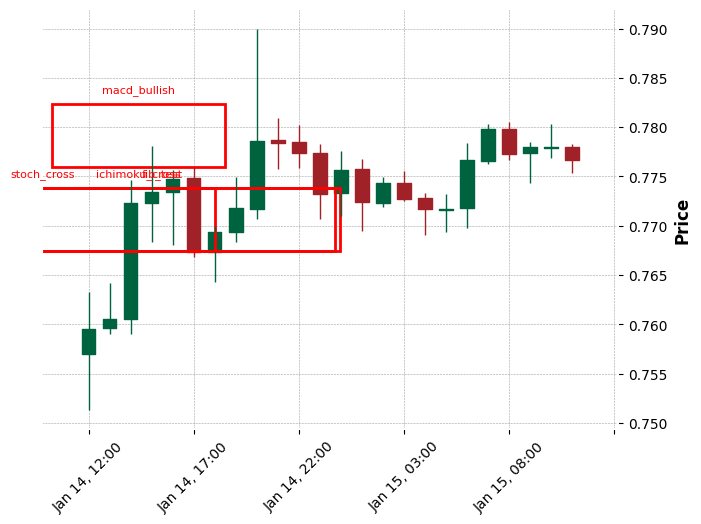 macd_bullish
stoch_cross
ichimoku_cross
fib_test
0.790
0.785
0.780
0.775
0.770
0.765
0.760
0.755
0.750
Price
Jan 14, 12:00
Jan 14, 17:00
Jan 14, 22:00
Jan 15, 03:00
Jan 15, 08:00